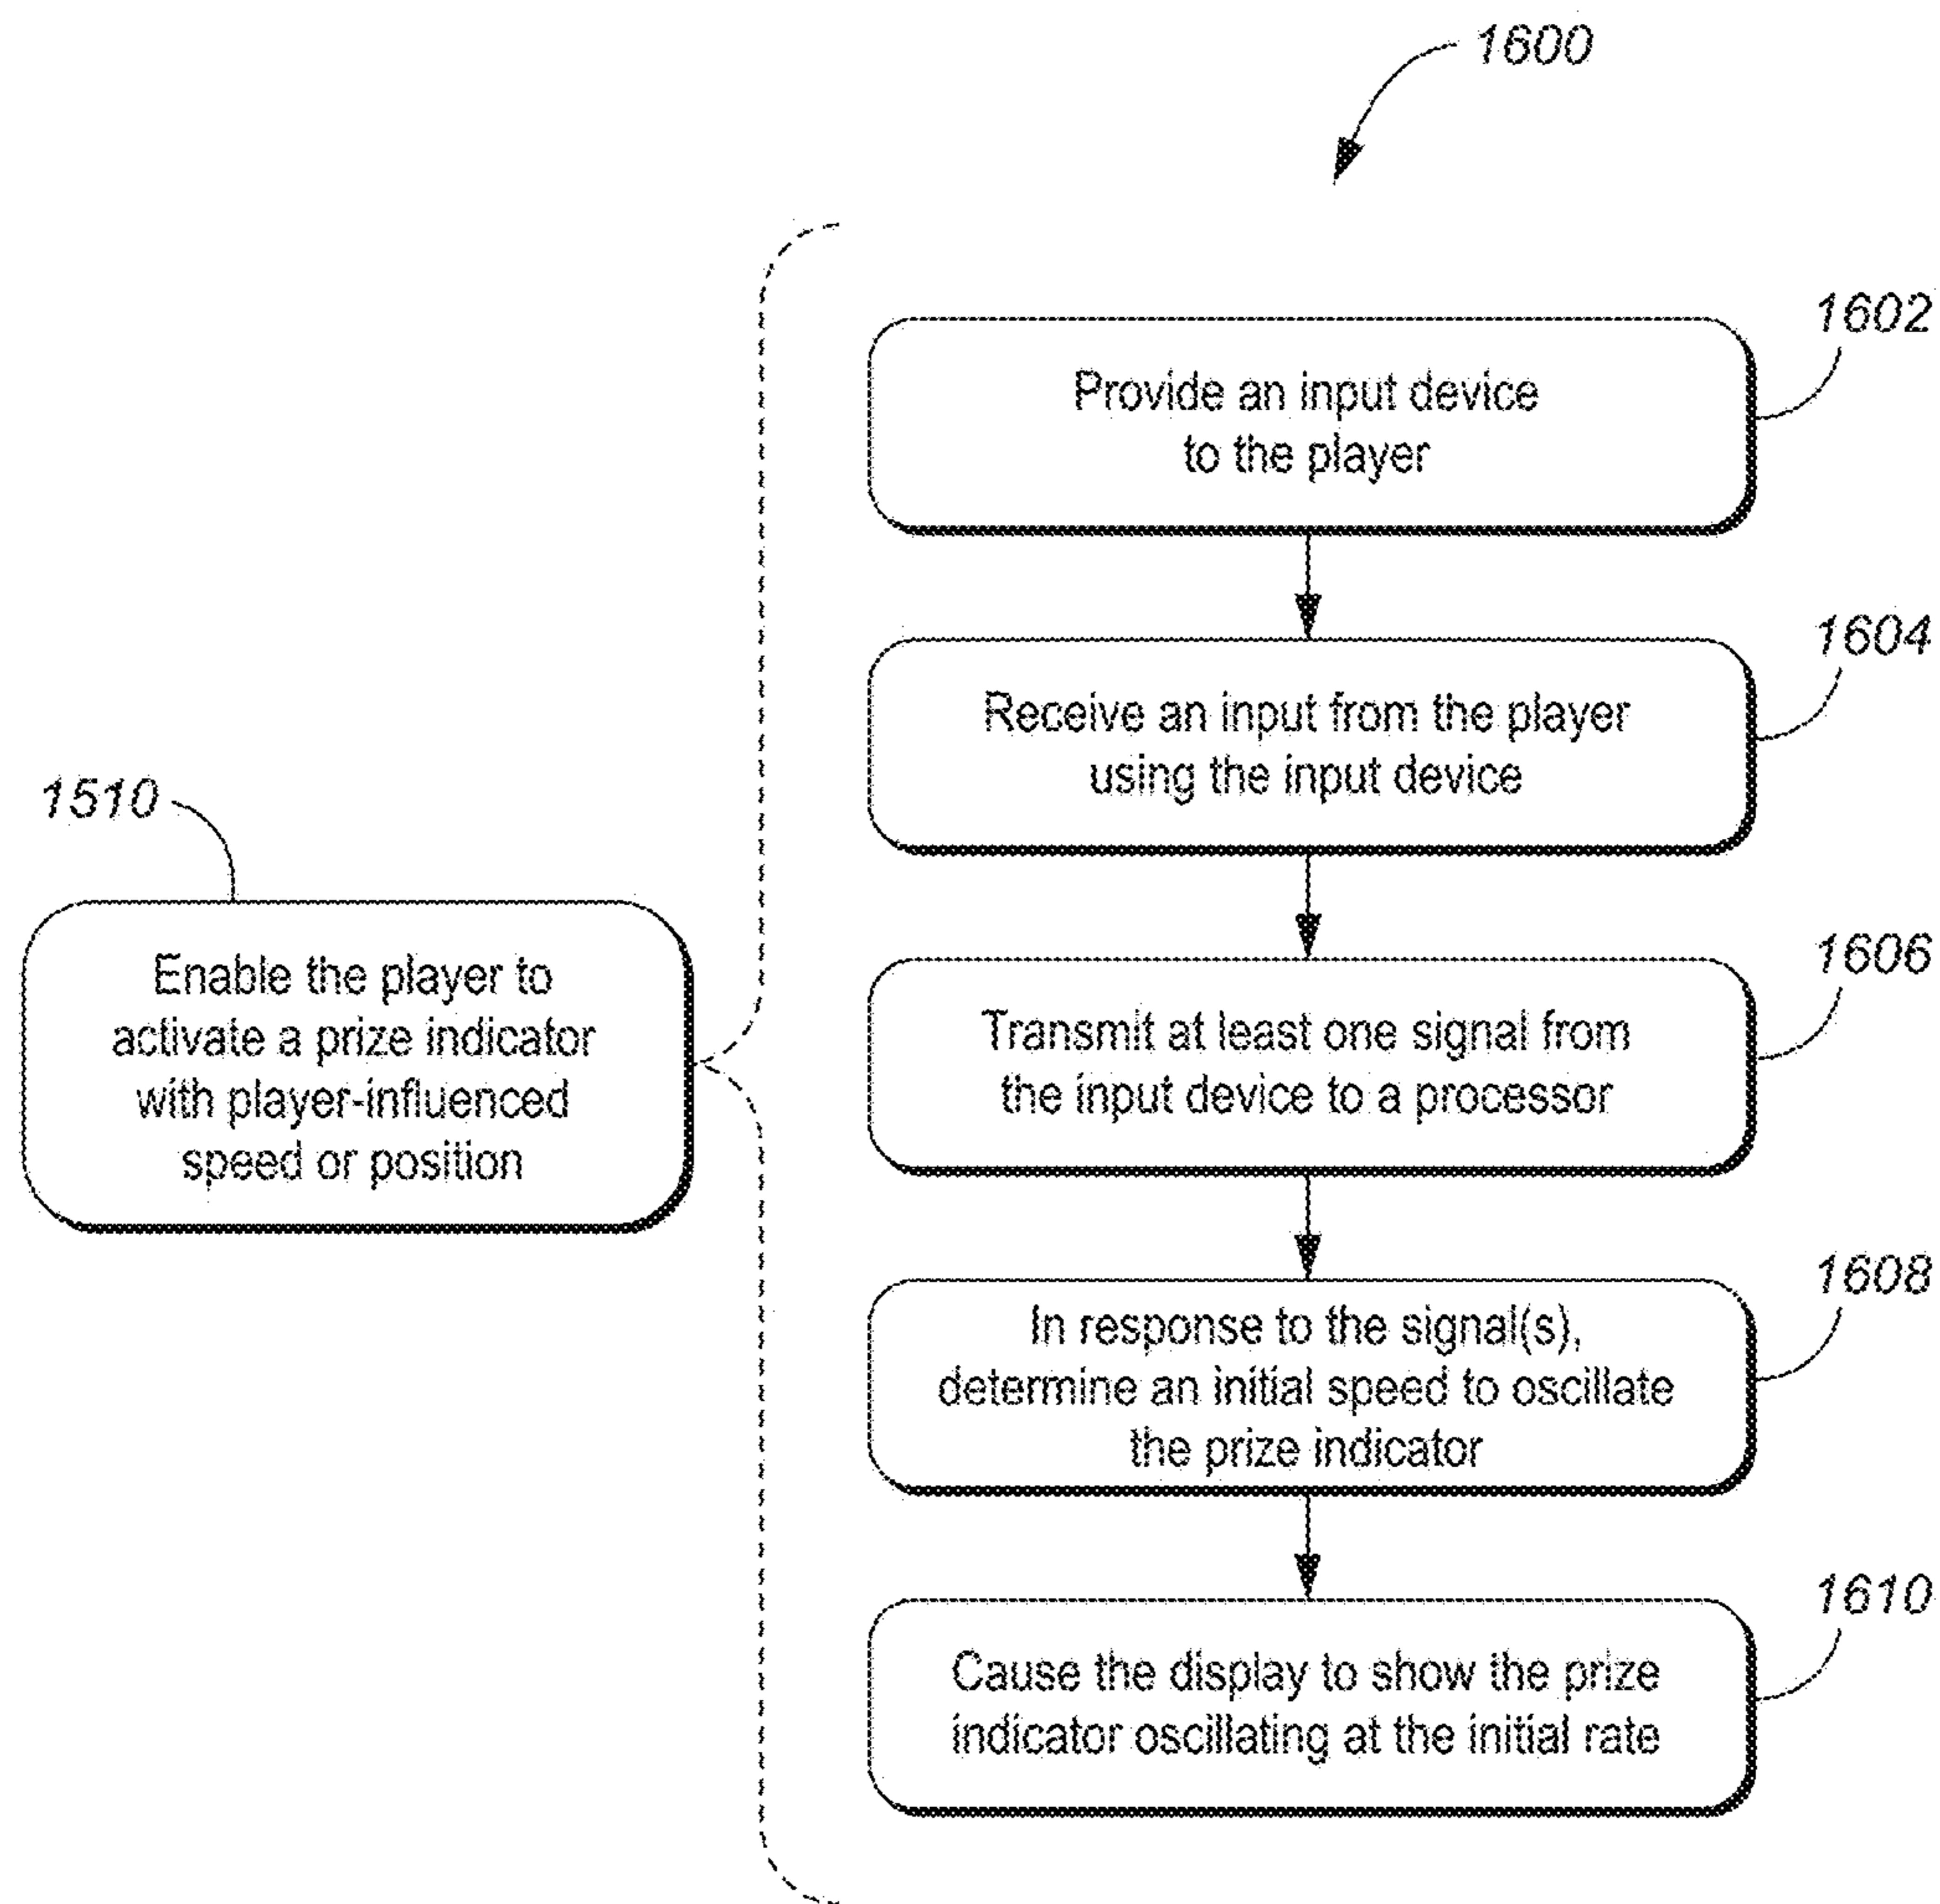 1600
1602
Provide an input device
to the player
1604
Receive an input from the player
using the input device
1510
Enable the player to
activate a prize indicator
with player-influenced
speed or position
1606
Transmit at least one signal from
the input device to a processor
1608
In response to the signal(s),
determine an initial speed to oscillate
the prize indicator
1610
Cause the display to show the prize
indicator oscillating at the initial rate